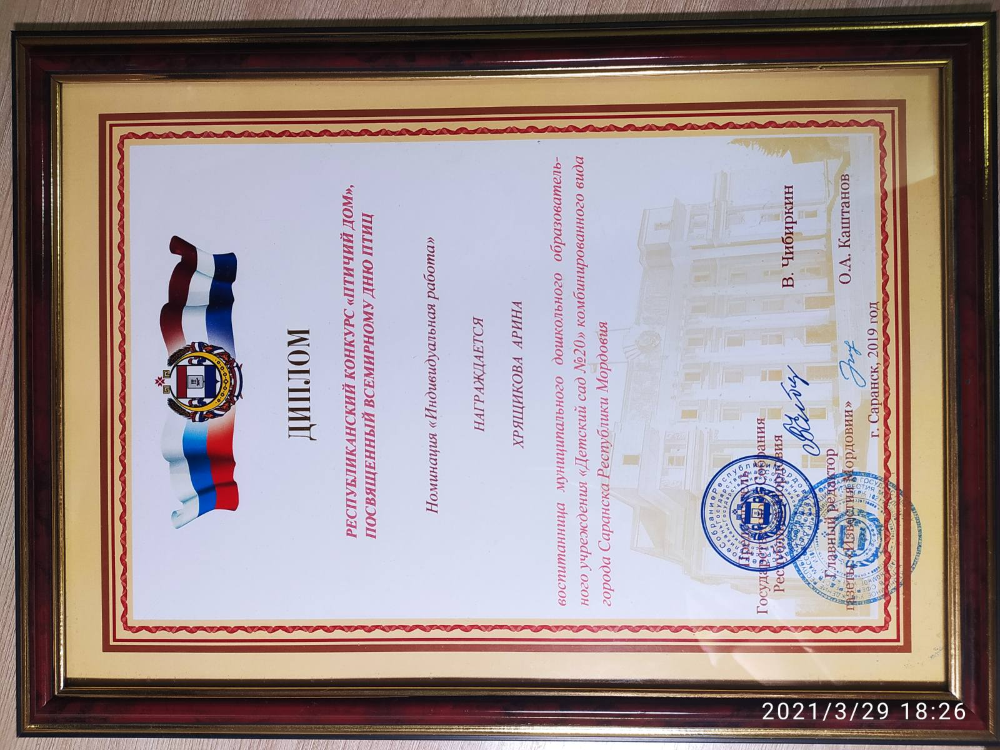 ДИПЛОМ
РЕСПУБЛИКАНСКИЙ КОНКУРС «ПТИЧИЙ ДОМ»,
ПОСВЯЩЕННЫЙ ВСЕМИРНОМУ ДНЮ ПТИЦ
Номинация «Индивидуальная работа»
НАГРАЖДАЕТСЯ
ХРЯЩИКОВА АРИНА
воспитанница муниципального дошкольного образователь-
ного учреждения «Детский сад №20» комбинированного вида
города Саранска Республики Мордовия
Председатель
Государственного Собрания
Республики Мордовия В. Чибиркин
Главный редактор
газеты «Известия Мордовии» О.А. Каштанов
г. Саранск, 2019 год
2021/3/29 18:26